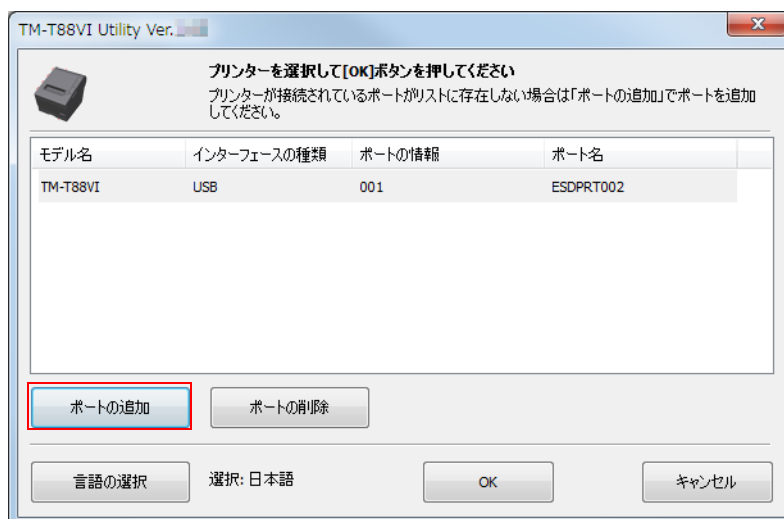 TM-T88VI Utility Ver.
プリンターを選択して[OK]ボタンを押してください
プリンターが接続されているポートがリストに存在しない場合は「ポートの追加」でポートを追加
してください。
モデル名 インターフェースの種類 ポートの情報 ポート名
TM-T88VI USB 001 ESDPRT002
ポートの追加 ポートの削除
言語の選択 選択: 日本語 OK キャンセル